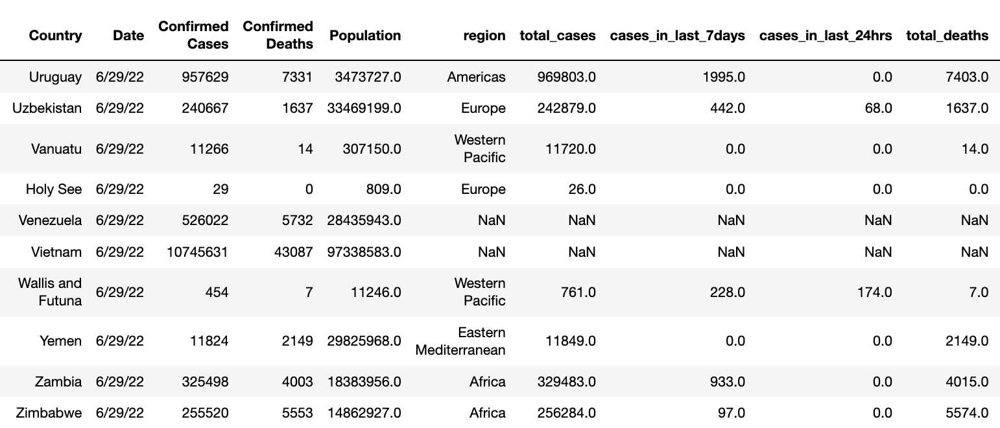 Country Date Confirmed Cases Confirmed Deaths Population region total_cases cases_in_last_7days cases_in_last_24hrs total_deaths
Uruguay 6/29/22 957629 7331 3473727.0 Americas 969803.0 1995.0 0.0 7403.0
Uzbekistan 6/29/22 240667 1637 33469199.0 Europe 242879.0 442.0 68.0 1637.0
Vanuatu 6/29/22 11266 14 307150.0 Western Pacific 11720.0 0.0 0.0 14.0
Holy See 6/29/22 29 0 809.0 Europe 26.0 0.0 0.0 0.0
Venezuela 6/29/22 526022 5732 28435943.0 NaN NaN NaN NaN NaN
Vietnam 6/29/22 10745631 43087 97338583.0 NaN NaN NaN NaN NaN
Wallis and Futuna 6/29/22 454 7 11246.0 Western Pacific 761.0 228.0 174.0 7.0
Yemen 6/29/22 11824 2149 29825968.0 Eastern Mediterranean 11849.0 0.0 0.0 2149.0
Zambia 6/29/22 325498 4003 18383956.0 Africa 329483.0 933.0 0.0 4015.0
Zimbabwe 6/29/22 255520 5553 14862927.0 Africa 256284.0 97.0 0.0 5574.0